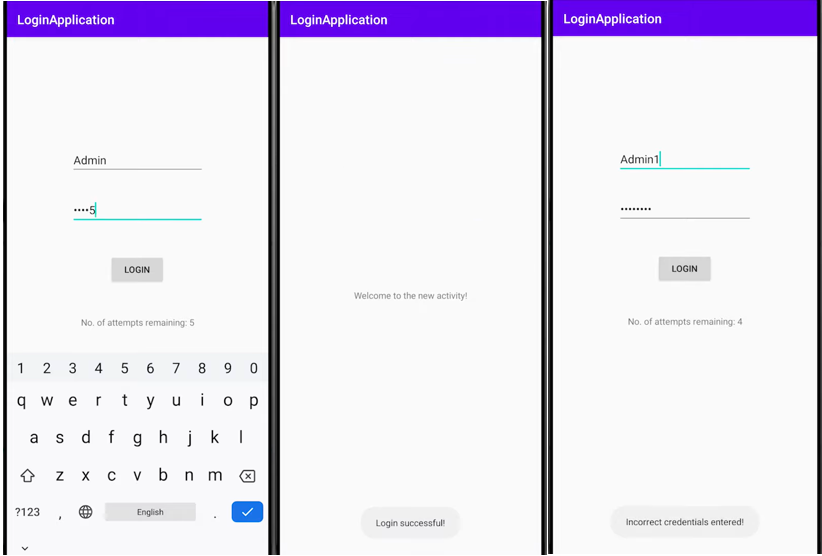 LoginApplication
Admin
••••5
LOGIN
No. of attempts remaining: 5
1 2 3 4 5 6 7 8 9 0
q w e r t y u i o p
a s d f g h j k l
z x c v b n m
?123 , English .
LoginApplication
Welcome to the new activity!
Login successful!
LoginApplication
Admin1
••••••••
LOGIN
No. of attempts remaining: 4
Incorrect credentials entered!